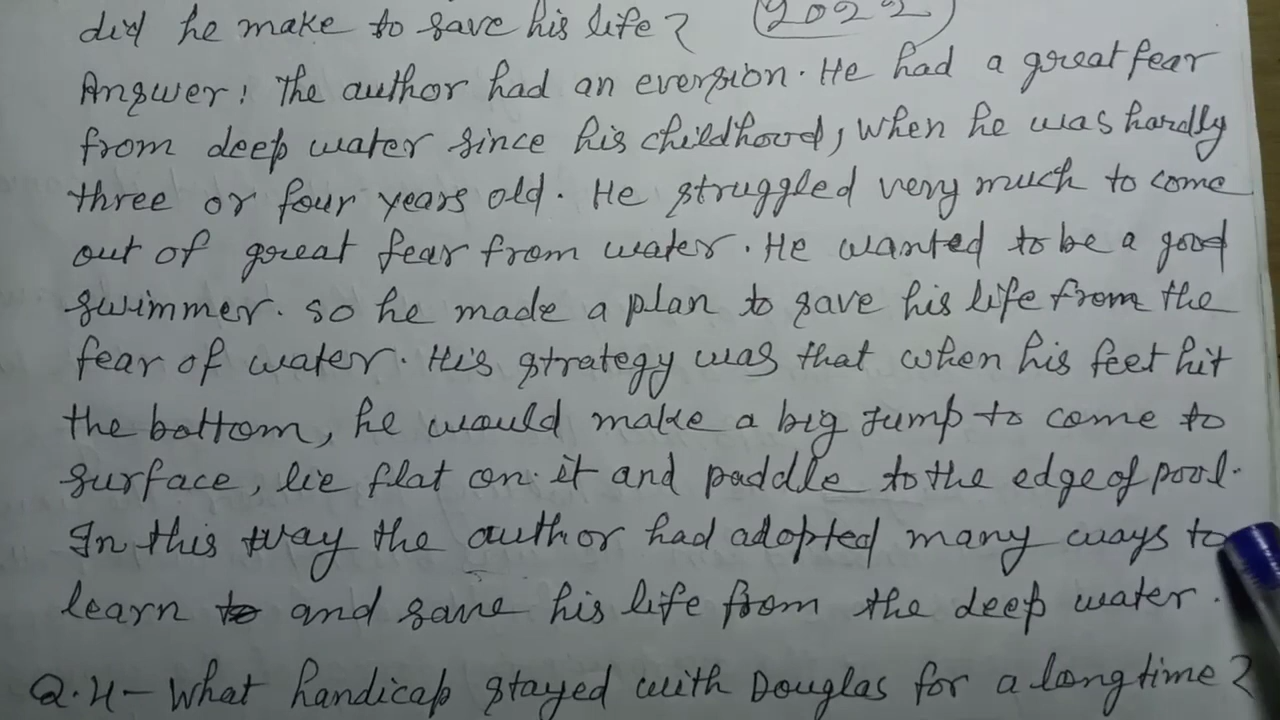 did he make to save his life? (2022)
Answer: The author had an eversion. He had a great fear
from deep water since his childhood, when he was hardly
three or four years old. He struggled very much to come
out of great fear from water. He wanted to be a good
swimmer. so he made a plan to save his life from the
fear of water. His strategy was that when his feet hit
the bottom, he would make a big jump to come to
surface, lie flat on it and paddle to the edge of pool.
In this way the author had adopted many ways to
learn and save his life from the deep water.
Q.4- What handicap stayed with Douglas for a long time?